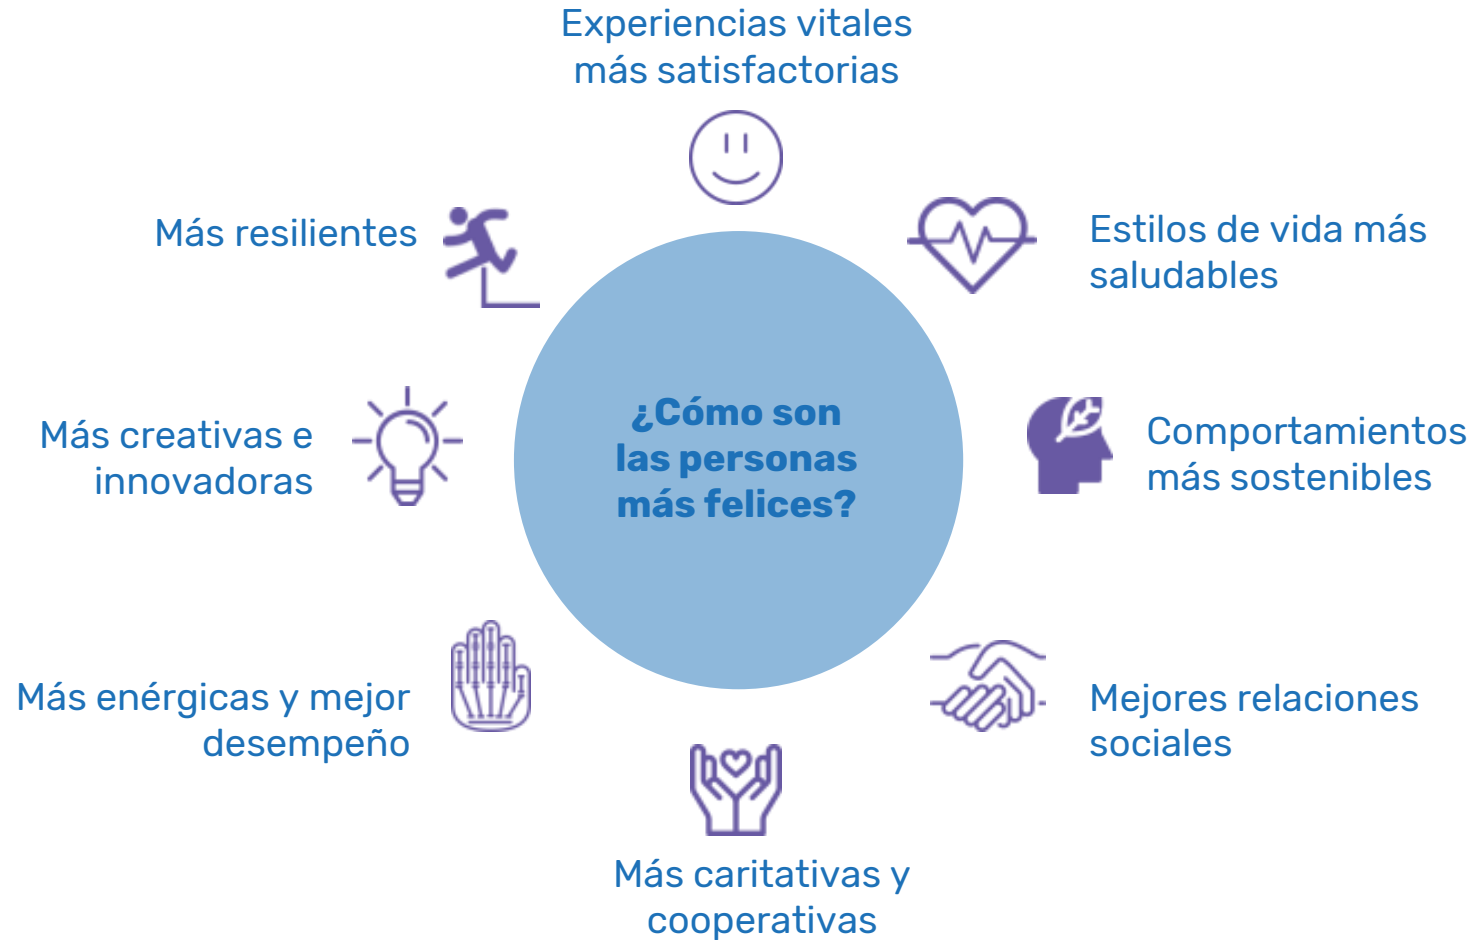 Experiencias vitales
más satisfactorias
Más resilientes
Estilos de vida más
saludables
¿Cómo son
las personas
más felices?
Más creativas e
innovadoras
Comportamientos
más sostenibles
Más enérgicas y mejor
desempeño
Mejores relaciones
sociales
Más caritativas y
cooperativas